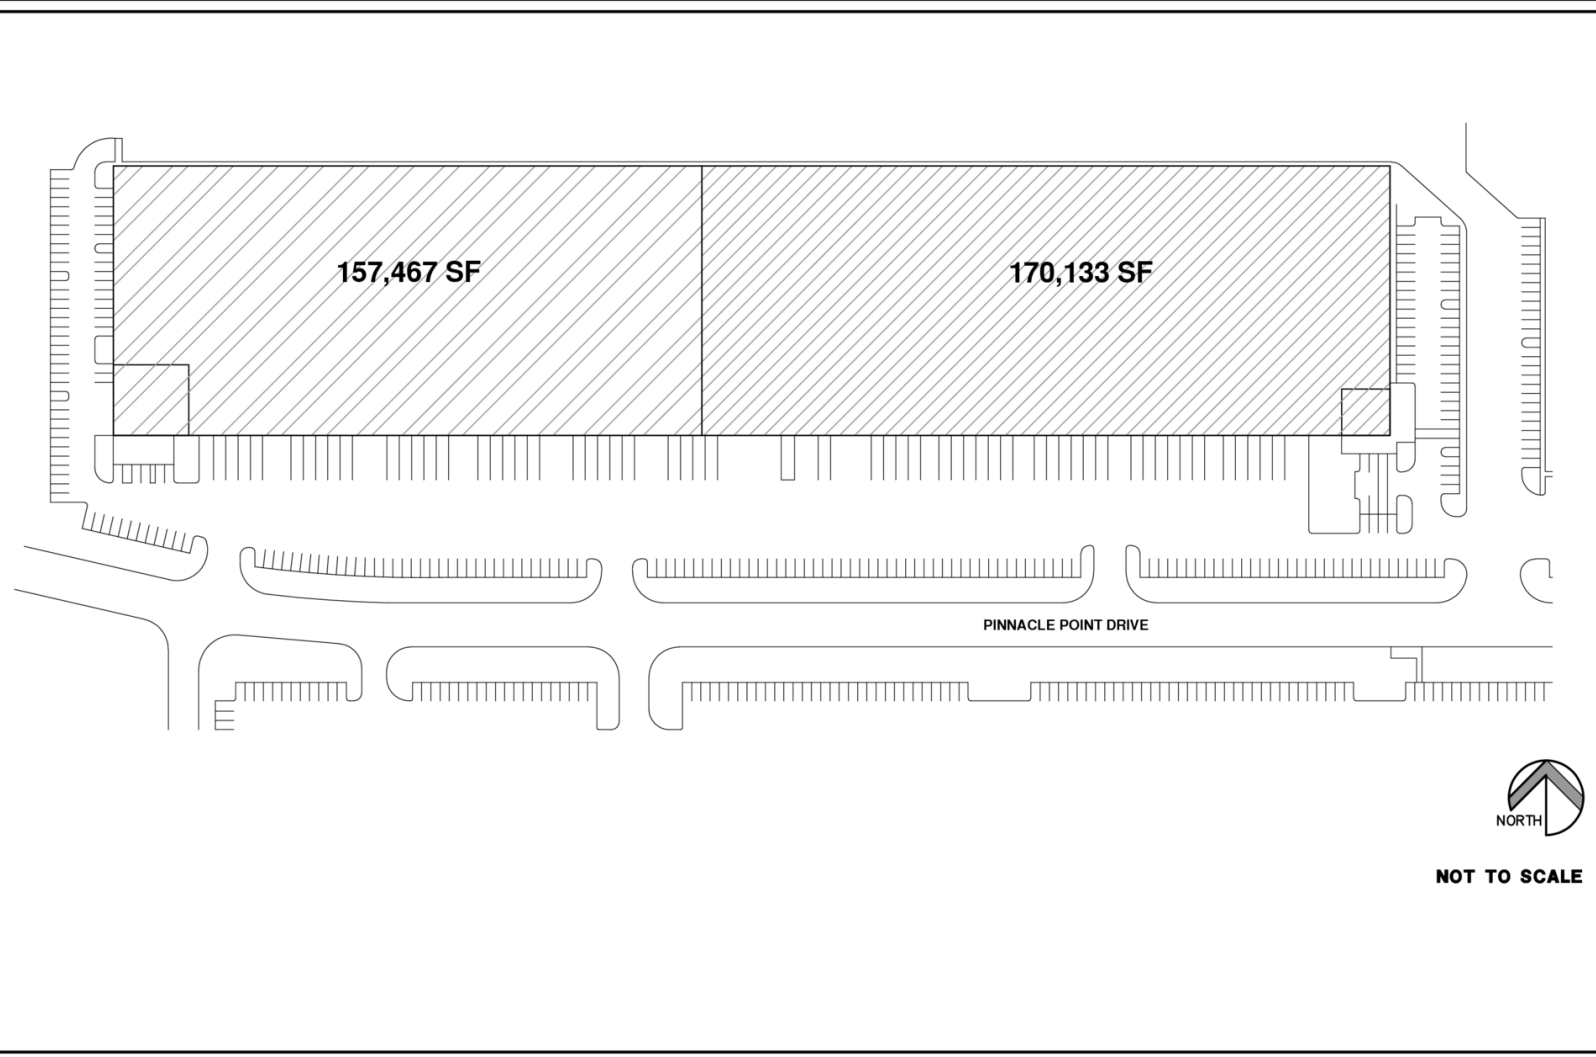 157,467 SF
170,133 SF
PINNACLE POINT DRIVE
NORTH
NOT TO SCALE